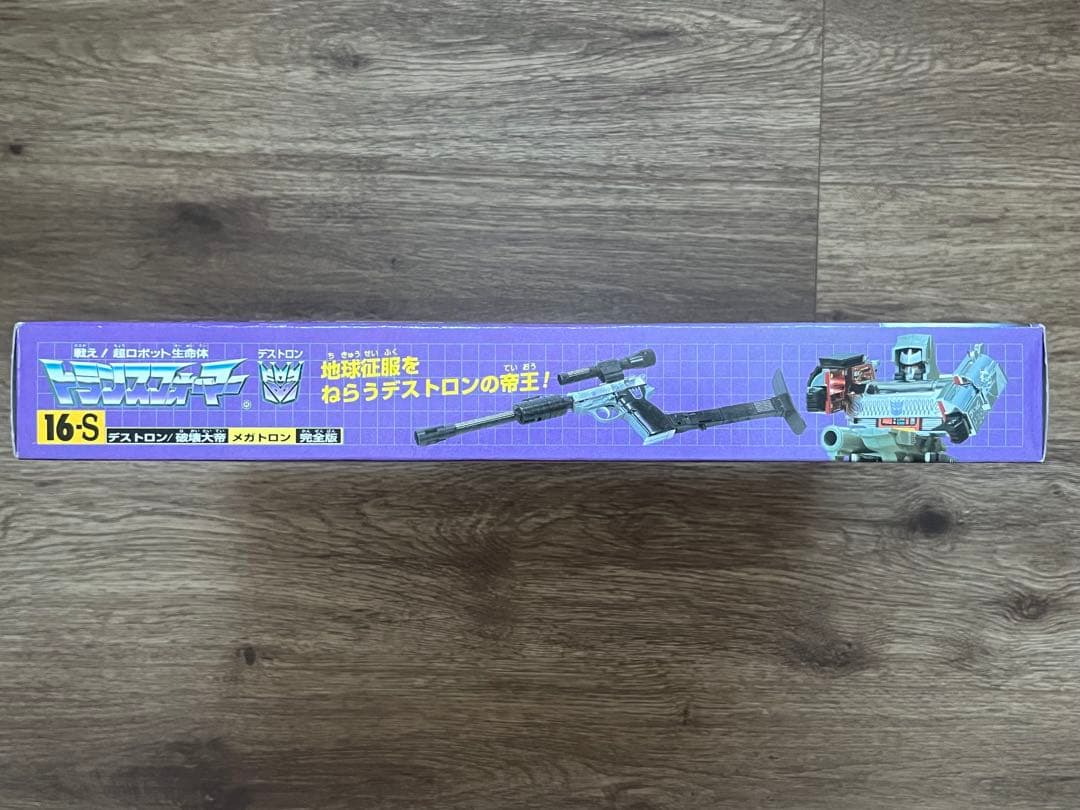 戦え!超ロボット生命体
トランスフォーマー
デストロン
地球征服を
ねらうデストロンの帝王!
16-S デストロン/破壊大帝 メガトロン 完全版